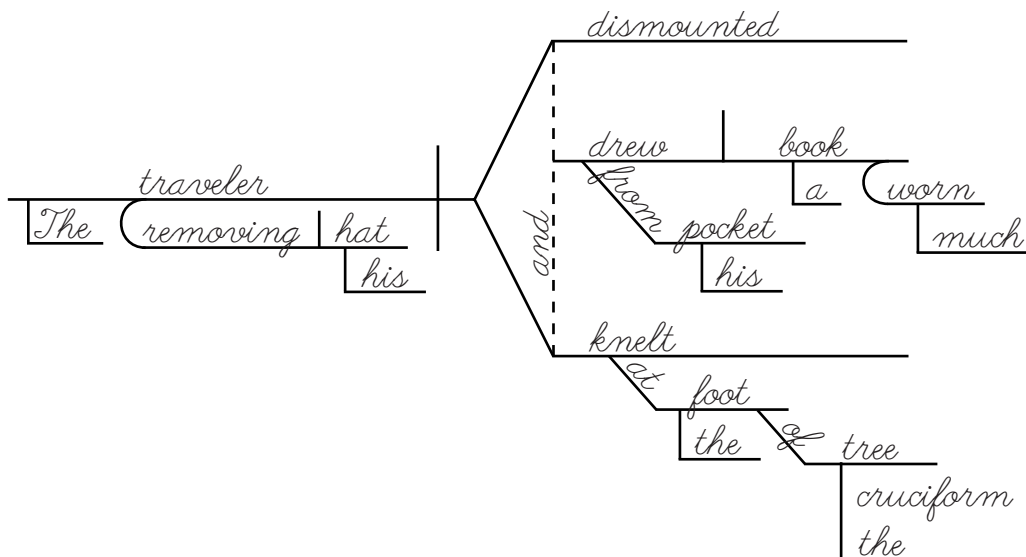 dismounted
drew
book
from
a
worn
traveler
pocket
much
The
removing
hat
and
his
his
knelt
at
foot
the
of
tree
cruciform
the